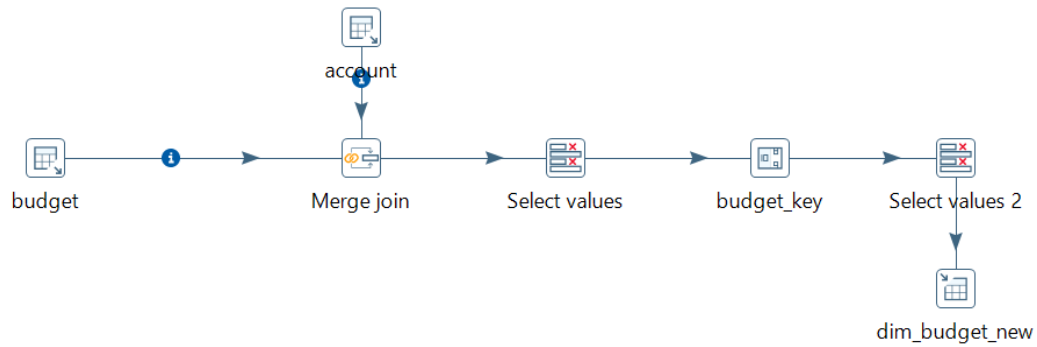 account
budget
Merge join
Select values
budget_key
Select values 2
dim_budget_new